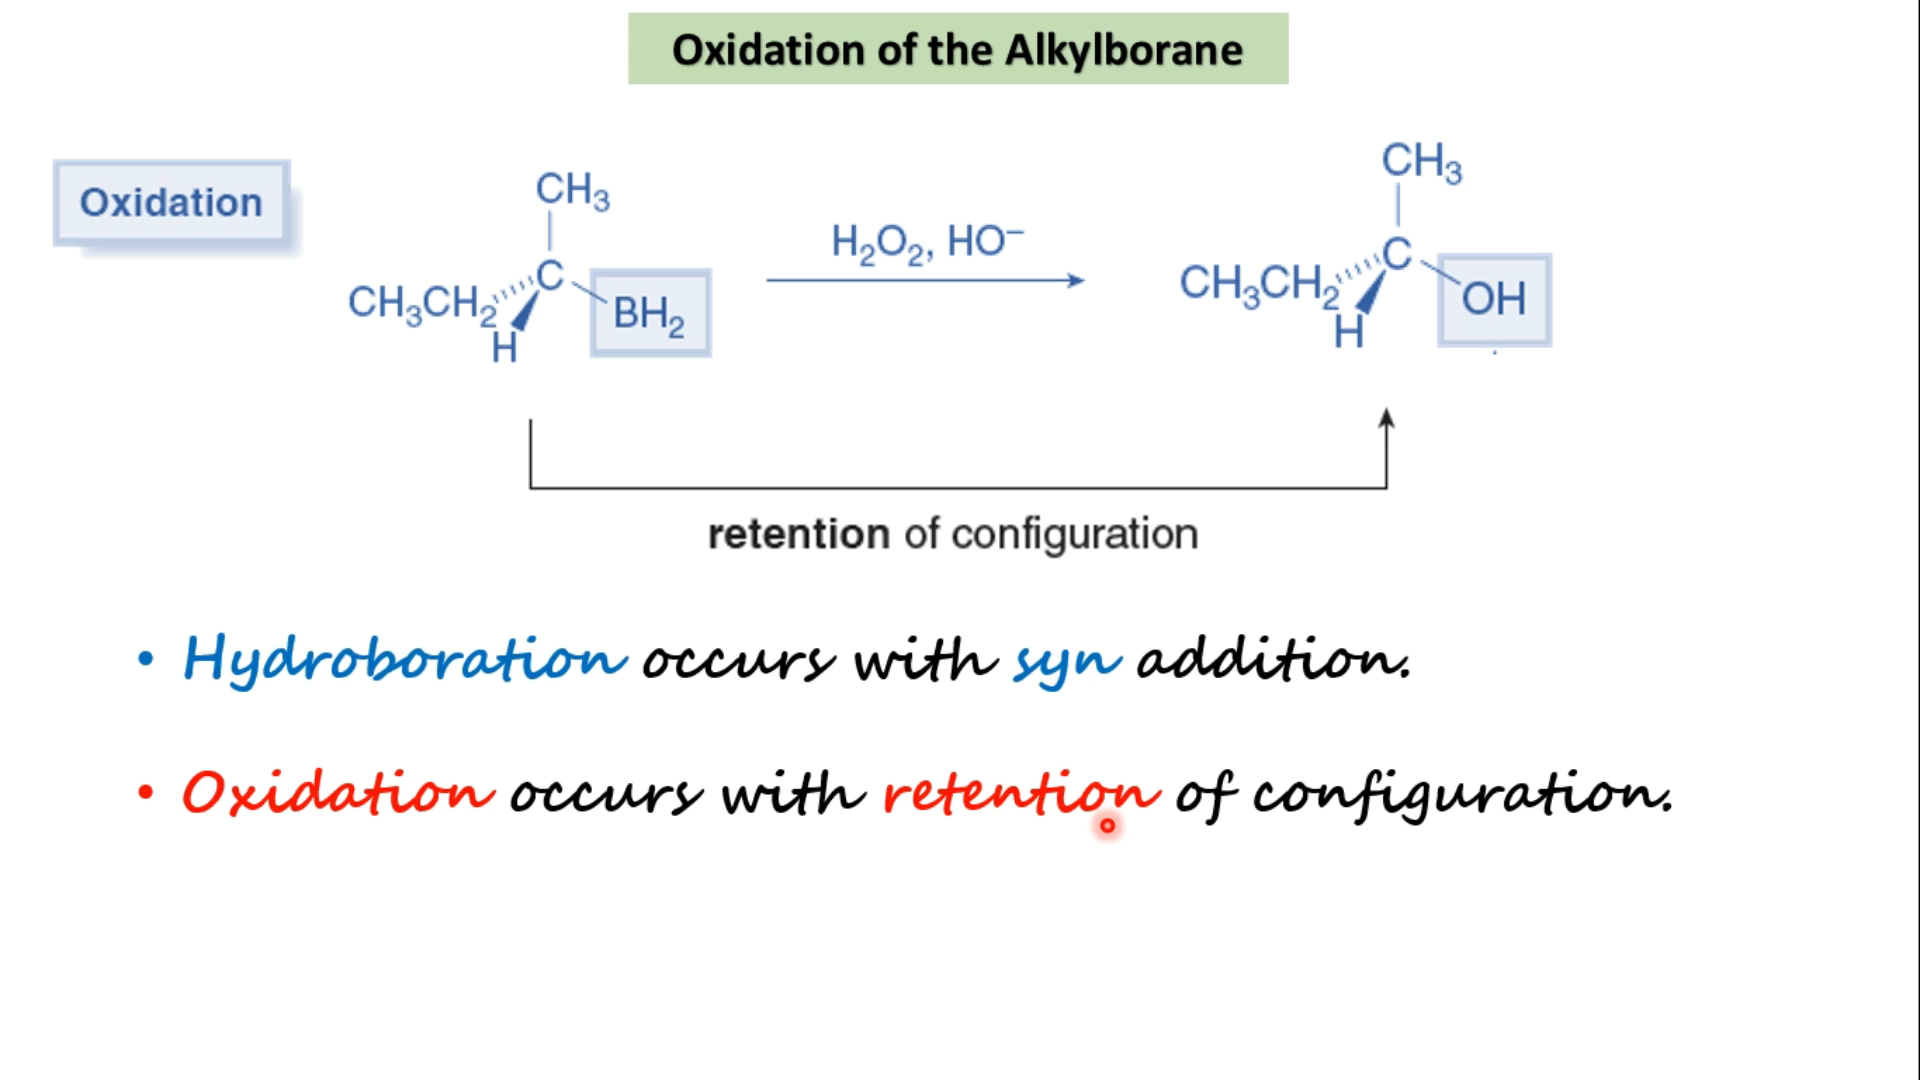 Oxidation of the Alkylborane
Oxidation
CH₃
C
CH₃CH₂
H
BH₂
H₂O₂, HO⁻
CH₃
C
CH₃CH₂
H
OH
retention of configuration
• Hydroboration occurs with syn addition.
• Oxidation occurs with retention of configuration.